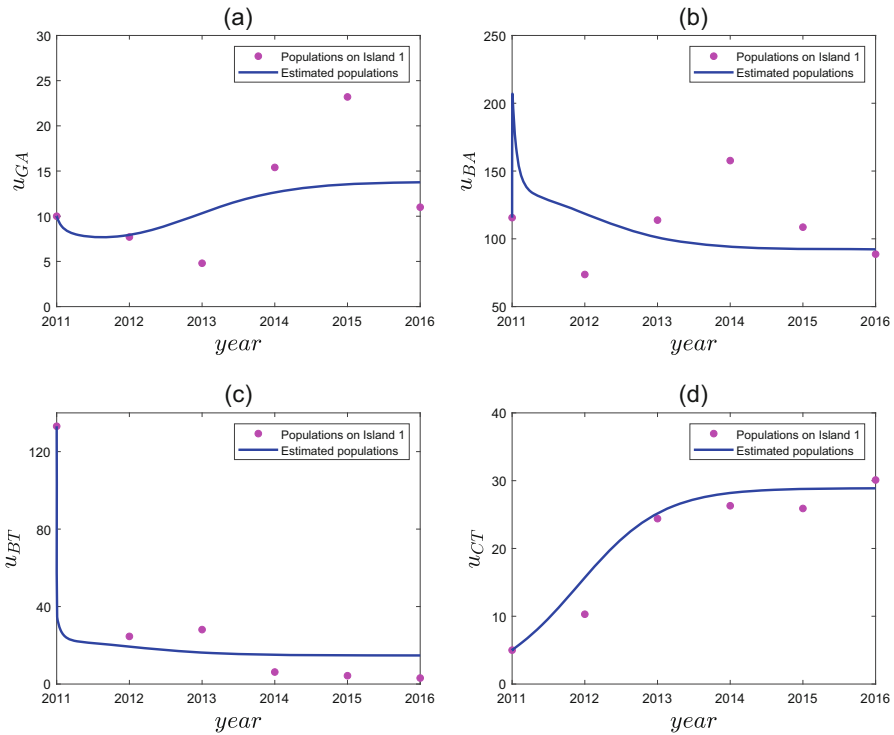 (a)
30
25
20
15
10
5
0
u_GA
Populations on Island 1
Estimated populations
2011 2012 2013 2014 2015 2016
year
(b)
250
200
150
100
50
u_BA
Populations on Island 1
Estimated populations
2011 2012 2013 2014 2015 2016
year
(c)
120
80
40
0
u_BT
Populations on Island 1
Estimated populations
2011 2012 2013 2014 2015 2016
year
(d)
40
30
20
10
0
u_CT
Populations on Island 1
Estimated populations
2011 2012 2013 2014 2015 2016
year